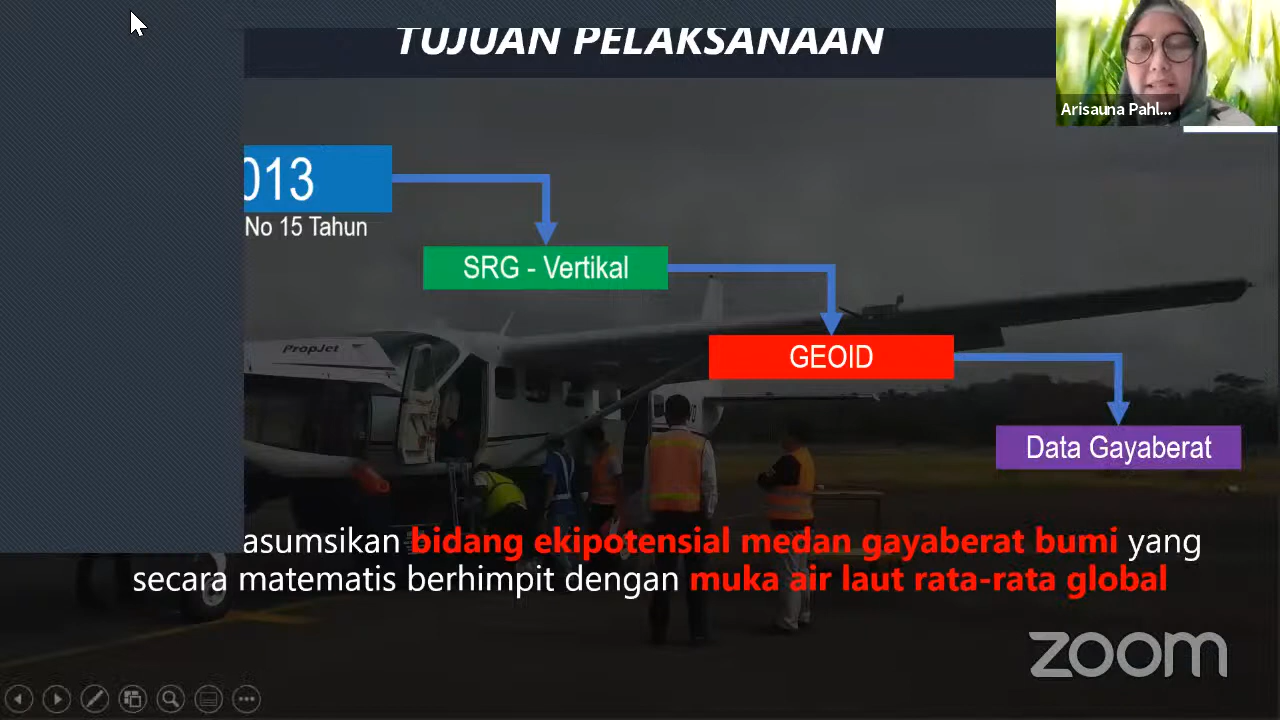 TUJUAN PELAKSANAAN
Arisauna Pahl...
013
No 15 Tahun
SRG - Vertikal
PropJet
GEOID
Data Gayaberat
asumsikan bidang ekipotensial medan gayaberat bumi yang
secara matematis berhimpit dengan muka air laut rata-rata global
zoom